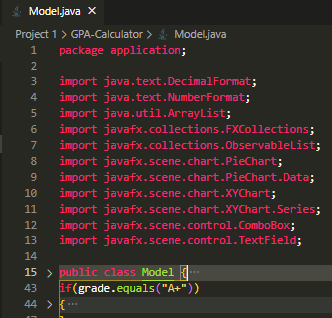 Model.java ×
Project 1 > GPA-Calculator > Model.java
1 package application;
2
3 import java.text.DecimalFormat;
4 import java.text.NumberFormat;
5 import java.util.ArrayList;
6 import javafx.collections.FXCollections;
7 import javafx.collections.ObservableList;
8 import javafx.scene.chart.PieChart;
9 import javafx.scene.chart.PieChart.Data;
10 import javafx.scene.chart.XYChart;
11 import javafx.scene.chart.XYChart.Series;
12 import javafx.scene.control.ComboBox;
13 import javafx.scene.control.TextField;
14
15 > public class Model {···
43 if(grade.equals("A+"))
44 > {···